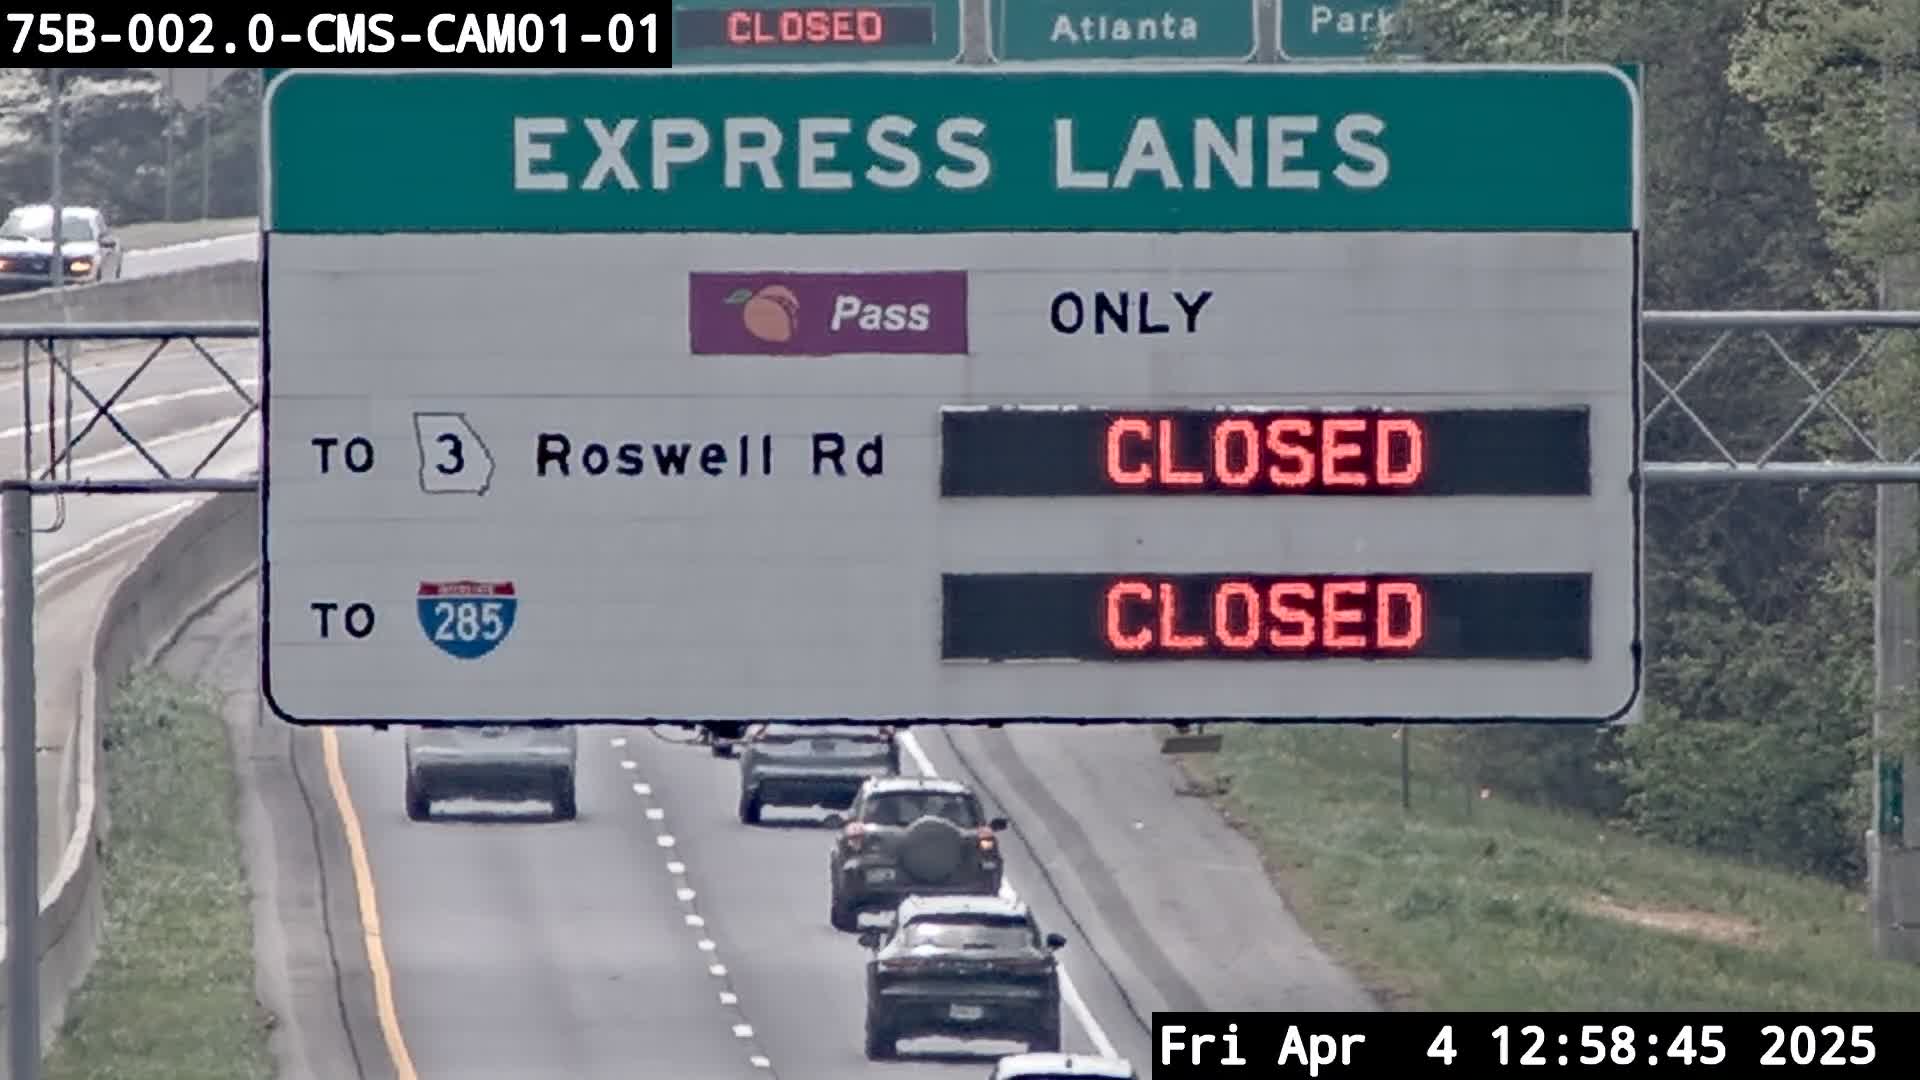 75B-002.0-CMS-CAM01-01
CLOSED
Atlanta
Park
EXPRESS LANES
Pass ONLY
TO 3 Roswell Rd CLOSED
TO INTERSTATE 285 CLOSED
Fri Apr 4 12:58:45 2025